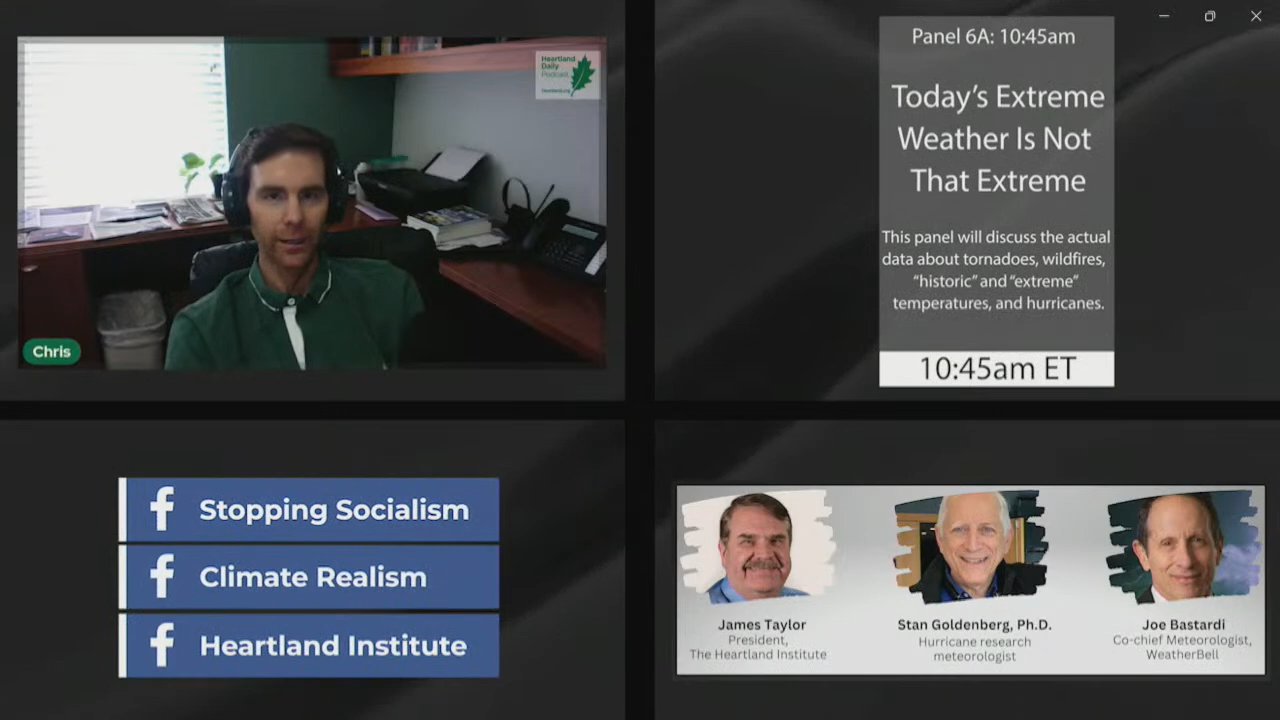 Heartland
Daily
Podcast
Chris
Panel 6A: 10:45am
Today's Extreme
Weather Is Not
That Extreme
This panel will discuss the actual
data about tornadoes, wildfires,
“historic” and “extreme”
temperatures, and hurricanes.
10:45am ET
Stopping Socialism
Climate Realism
Heartland Institute
James Taylor
President,
The Heartland Institute
Stan Goldenberg, Ph.D.
Hurricane research
meteorologist
Joe Bastardi
Co-chief Meteorologist,
WeatherBell